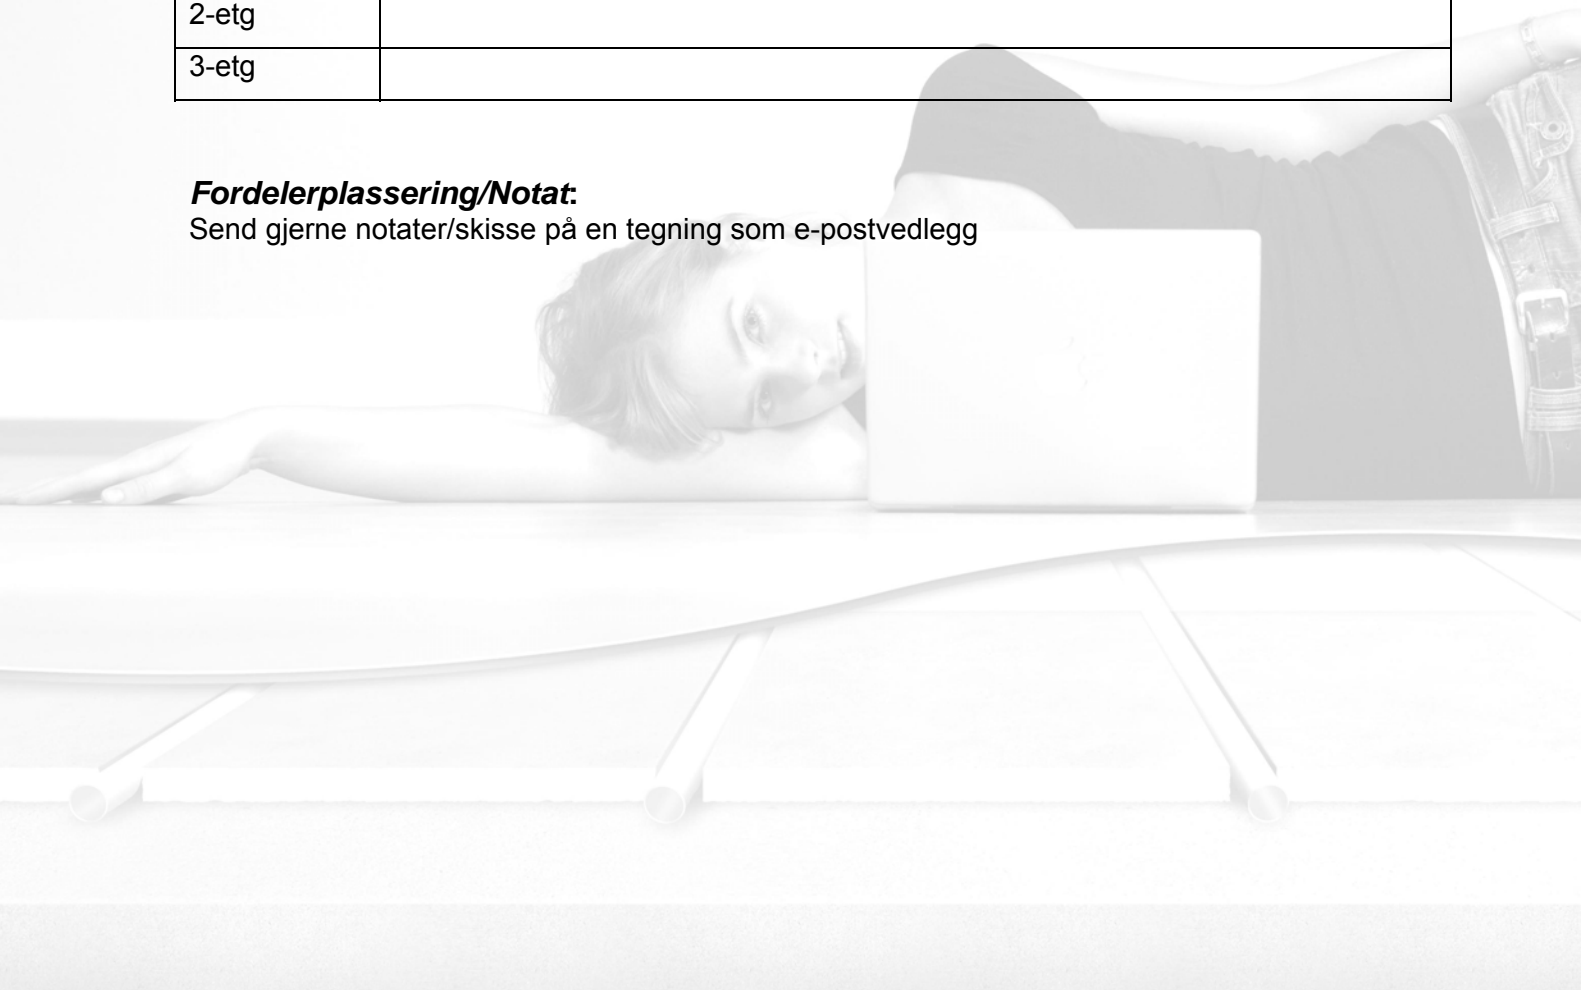 2-etg
3-etg
Fordelerplassering/Notat:
Send gjerne notater/skisse på en tegning som e-postvedlegg